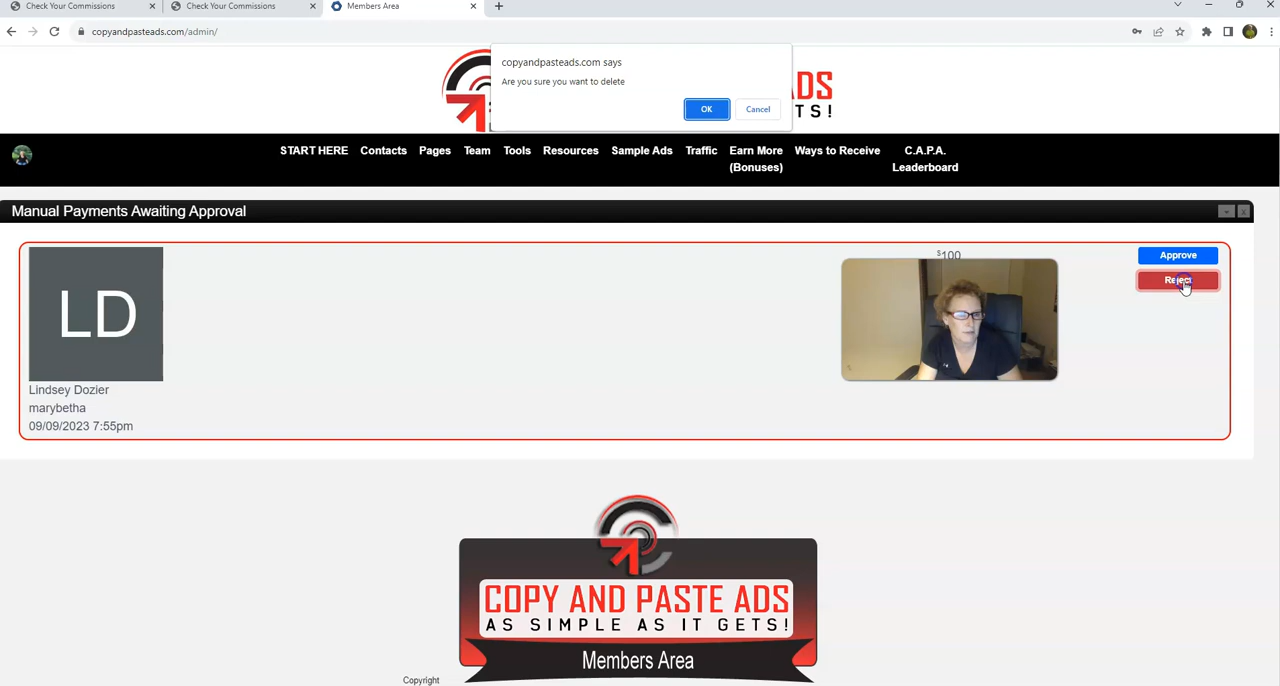 Check Your Commissions
Check Your Commissions
Members Area
copyandpasteads.com/admin/
copyandpasteads.com says
Are you sure you want to delete
OK
Cancel
ADS
TS!
START HERE
Contacts
Pages
Team
Tools
Resources
Sample Ads
Traffic
Earn More
(Bonuses)
Ways to Receive
C.A.P.A.
Leaderboard
Manual Payments Awaiting Approval
LD
$100
Approve
Reject
Lindsey Dozier
marybetha
09/09/2023 7:55pm
COPY AND PASTE ADS
AS SIMPLE AS IT GETS!
Members Area
Copyright